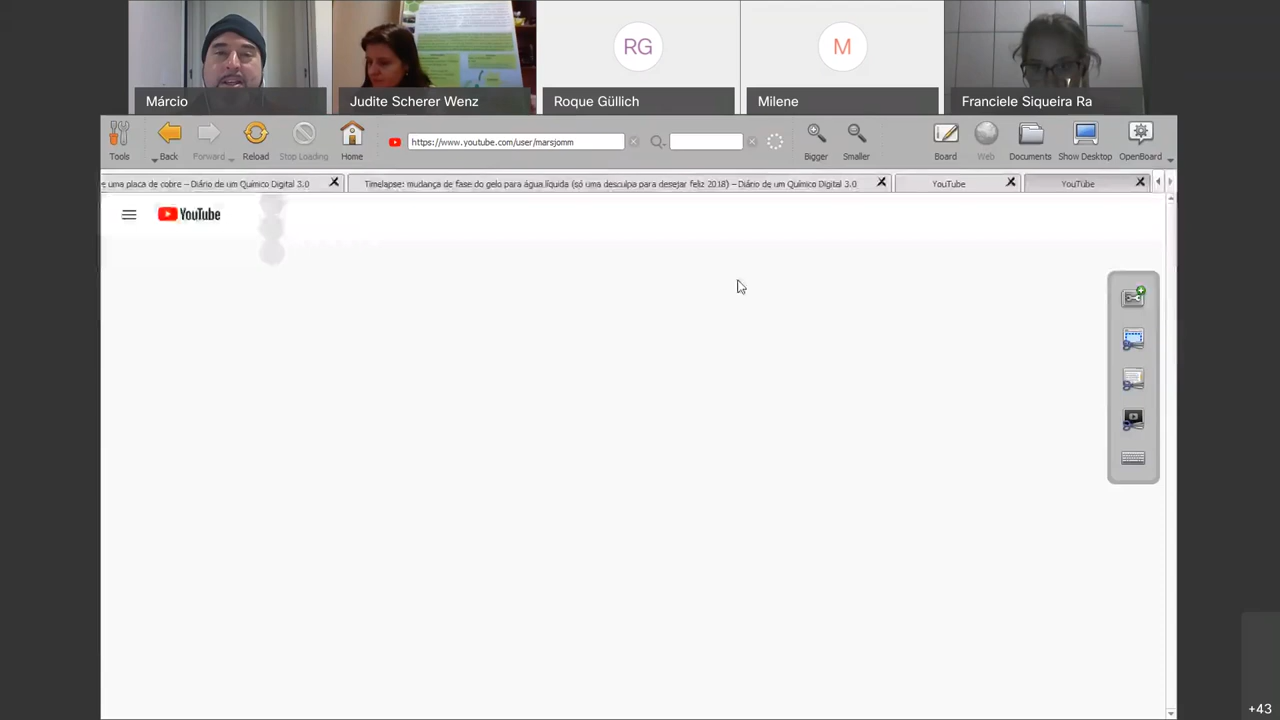 RG
M
Márcio
Judite Scherer Wenz
Roque Güllich
Milene
Franciele Siqueira Ra
Tools
Back
Forward
Reload
Stop Loading
Home
https://www.youtube.com/user/marsjomm
Bigger
Smaller
Board
Web
Documents
Show Desktop
OpenBoard
e uma placa de cobre – Diário de um Químico Digital 3.0
Timelapse: mudança de fase do gelo para água líquida (só uma desculpa para desejar feliz 2018) – Diário de um Químico Digital 3.0
YouTube
YouTube
YouTube
+43